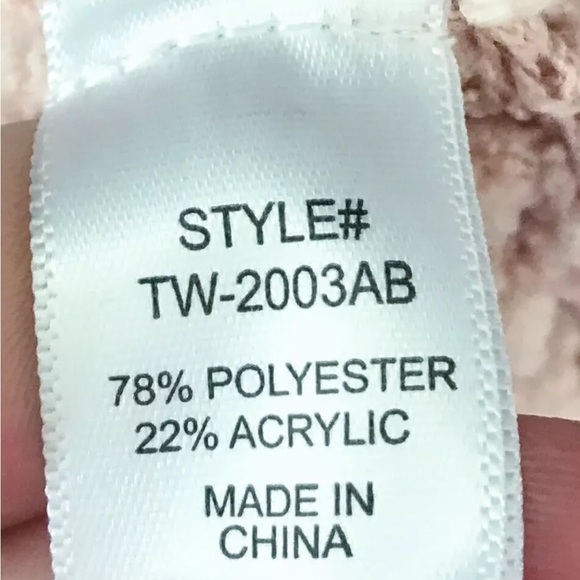 STYLE#
TW-2003AB
78% POLYESTER
22% ACRYLIC
MADE IN
CHINA